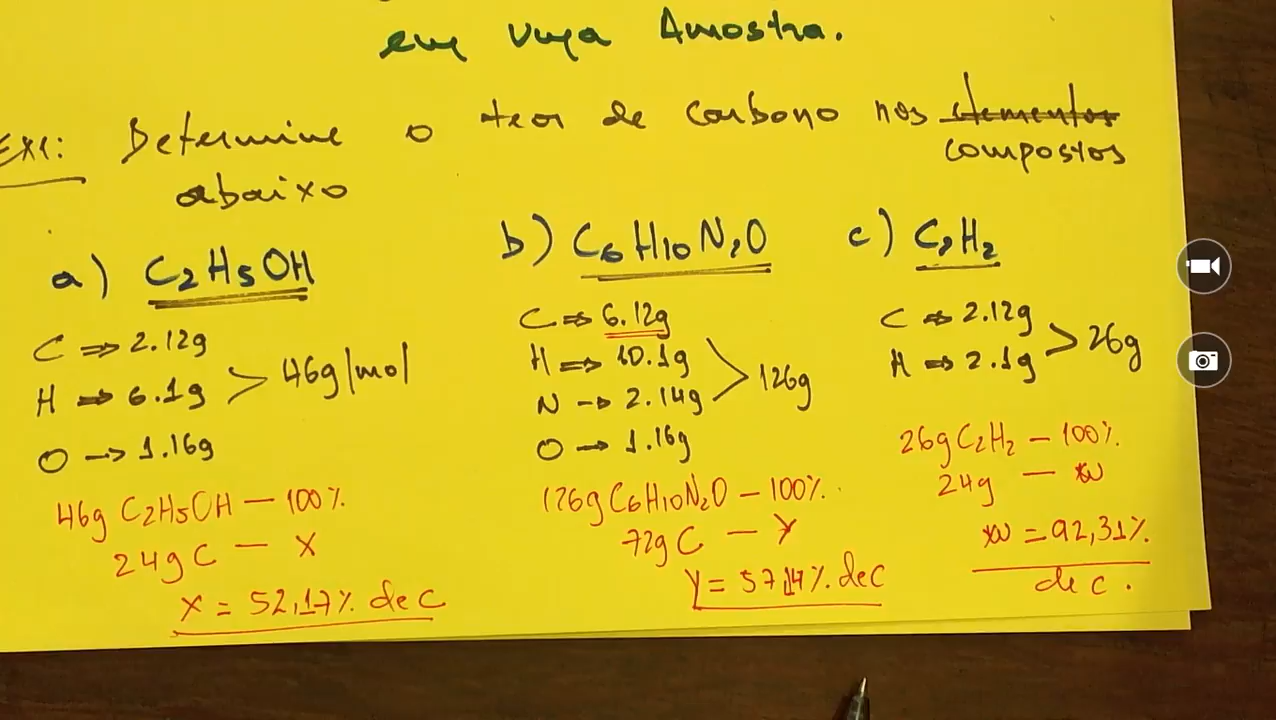 em uma Amostra.
Ex1: Determine o teor de carbono nos elementos
compostos
abaixo
a) C2H5OH
C ⇒ 2.12g
H ⇒ 6.1g > 46g/mol
O → 1.16g
46g C2H5OH — 100%
24g C — X
X = 52,17% de C
b) C6H10N2O
C ⇒ 6.12g
H ⇒ 10.1g
N → 2.14g > 126g
O → 1.16g
126g C6H10N2O — 100%.
72g C — Y
Y = 57,14% de C
c) C2H2
C ⇒ 2.12g
H ⇒ 2.1g > 26g
26g C2H2 — 100%.
24g — w
w = 92,31%
de C.